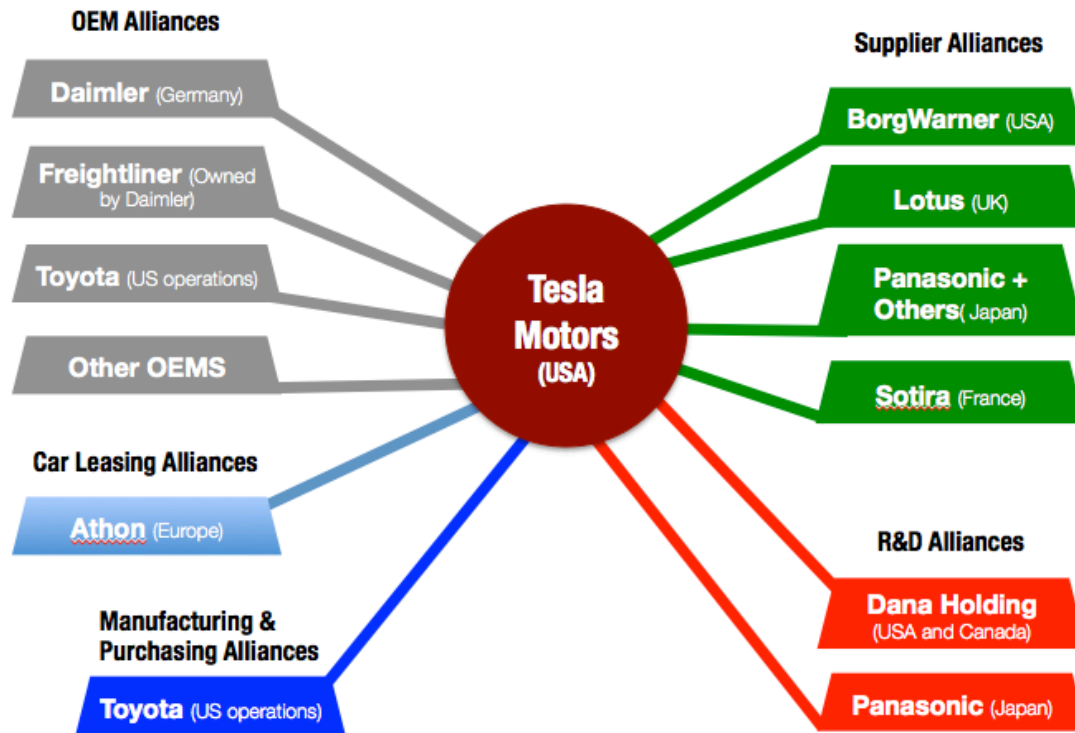 OEM Alliances
Daimler (Germany)
Freightliner (Owned
by Daimler)
Toyota (US operations)
Other OEMS
Car Leasing Alliances
Athon (Europe)
Manufacturing &
Purchasing Alliances
Toyota (US operations)
Tesla
Motors
(USA)
Supplier Alliances
BorgWarner (USA)
Lotus (UK)
Panasonic +
Others( Japan)
Sotira (France)
R&D Alliances
Dana Holding
(USA and Canada)
Panasonic (Japan)